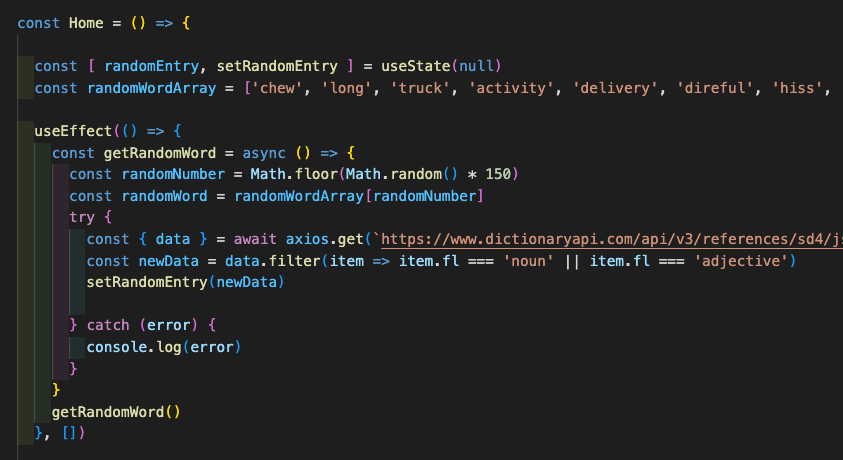 const Home = () => {
const [ randomEntry, setRandomEntry ] = useState(null)
const randomWordArray = ['chew', 'long', 'truck', 'activity', 'delivery', 'direful', 'hiss',
useEffect(() => {
const getRandomWord = async () => {
const randomNumber = Math.floor(Math.random() * 150)
const randomWord = randomWordArray[randomNumber]
try {
const { data } = await axios.get(`https://www.dictionaryapi.com/api/v3/references/sd4/js
const newData = data.filter(item => item.fl === 'noun' || item.fl === 'adjective')
setRandomEntry(newData)
} catch (error) {
console.log(error)
}
}
getRandomWord()
}, [])